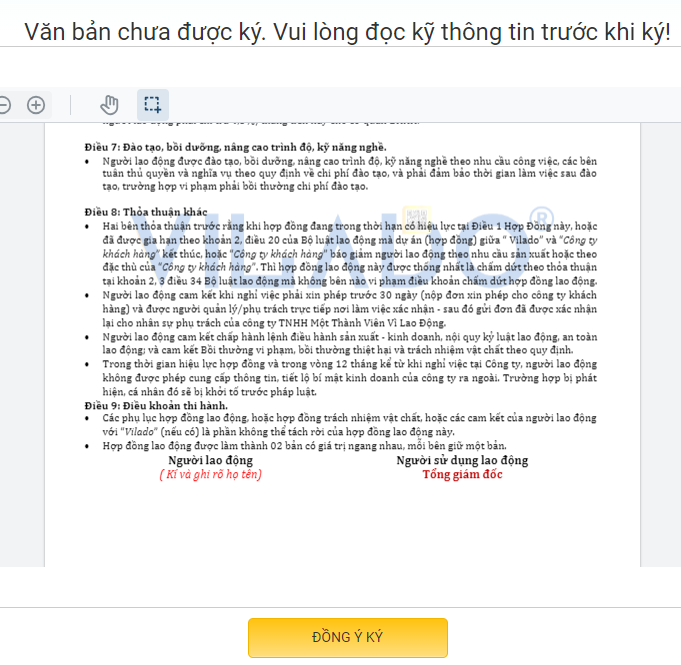 Văn bản chưa được ký. Vui lòng đọc kỹ thông tin trước khi ký!
Điều 7: Đào tạo, bồi dưỡng, nâng cao trình độ, kỹ năng nghề.
• Người lao động được đào tạo, bồi dưỡng, nâng cao trình độ, kỹ năng nghề theo nhu cầu công việc, các bên
tuân thủ quyền và nghĩa vụ theo quy định về chi phí đào tạo, và phải đảm bảo thời gian làm việc sau đào
tạo, trường hợp vi phạm phải bồi thường chi phí đào tạo.
Điều 8: Thỏa thuận khác
• Hai bên thỏa thuận trước rằng khi hợp đồng đang trong thời hạn có hiệu lực tại Điều 1 Hợp Đồng này, hoặc
đã được gia hạn theo khoản 2, điều 20 của Bộ luật lao động mà dự án (hợp đồng) giữa " Vilado" và "Công ty
khách hàng" kết thúc, hoặc "Công ty khách hàng" báo giảm người lao động theo nhu cầu sản xuất hoặc theo
đặc thù của "Công ty khách hàng". Thì hợp đồng lao động này được thống nhất là chấm dứt theo thỏa thuận
tại khoản 2, 3 điều 34 Bộ luật lao động mà không bên nào vi phạm điều khoản chấm dứt hợp đồng lao động.
• Người lao động cam kết khi nghỉ việc phải xin phép trước 30 ngày (nộp đơn xin phép cho công ty khách
hàng) và được người quản lý/phụ trách trực tiếp nơi làm việc xác nhận - sau đó gửi đơn đã được xác nhận
lại cho nhân sự phụ trách của công ty TNHH Một Thành Viên Vì Lao Động.
• Người lao động cam kết chấp hành lệnh điều hành sản xuất - kinh doanh, nội quy kỷ luật lao động, an toàn
lao động; và cam kết Bồi thường vi phạm, bồi thường thiệt hại và trách nhiệm vật chất theo quy định.
• Trong thời gian hiệu lực hợp đồng và trong vòng 12 tháng kể từ khi nghỉ việc tại Công ty, người lao động
không được phép cung cấp thông tin, tiết lộ bí mật kinh doanh của công ty ra ngoài. Trường hợp bị phát
hiện, cá nhân đó sẽ bị khởi tố trước pháp luật.
Điều 9: Điều khoản thi hành.
• Các phụ lục hợp đồng lao động, hoặc hợp đồng trách nhiệm vật chất, hoặc các cam kết của người lao động
với "Vilado" (nếu có) là phần không thể tách rời của hợp đồng lao động này.
• Hợp đồng lao động được làm thành 02 bản có giá trị ngang nhau, mỗi bên giữ một bản.
Người lao động Người sử dụng lao động
( Kí và ghi rõ họ tên) Tổng giám đốc
VILADO®
ĐỒNG Ý KÝ